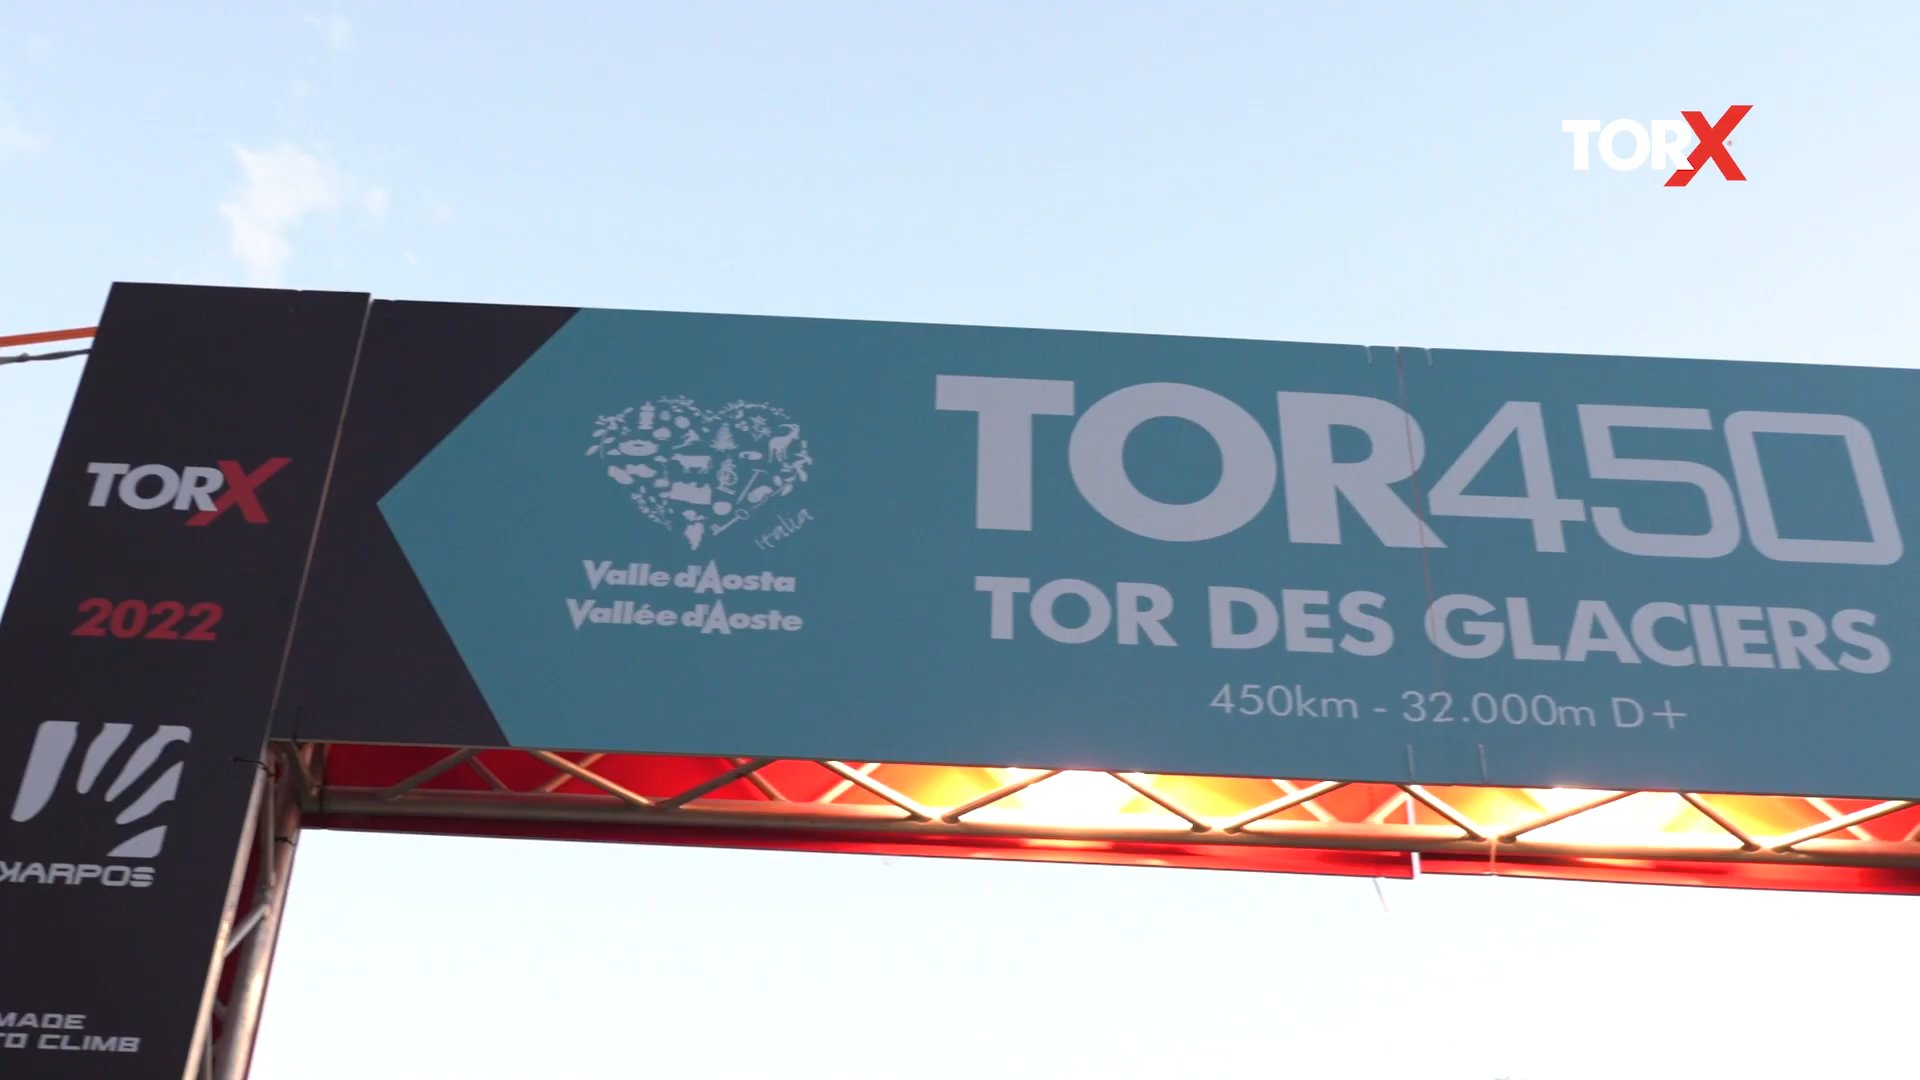 TORX
TORX
2022
KARPOS
MADE
TO CLIMB
Italia
Valle d'Aosta
Vallée d'Aoste
TOR450
TOR DES GLACIERS
450km - 32.000m D+